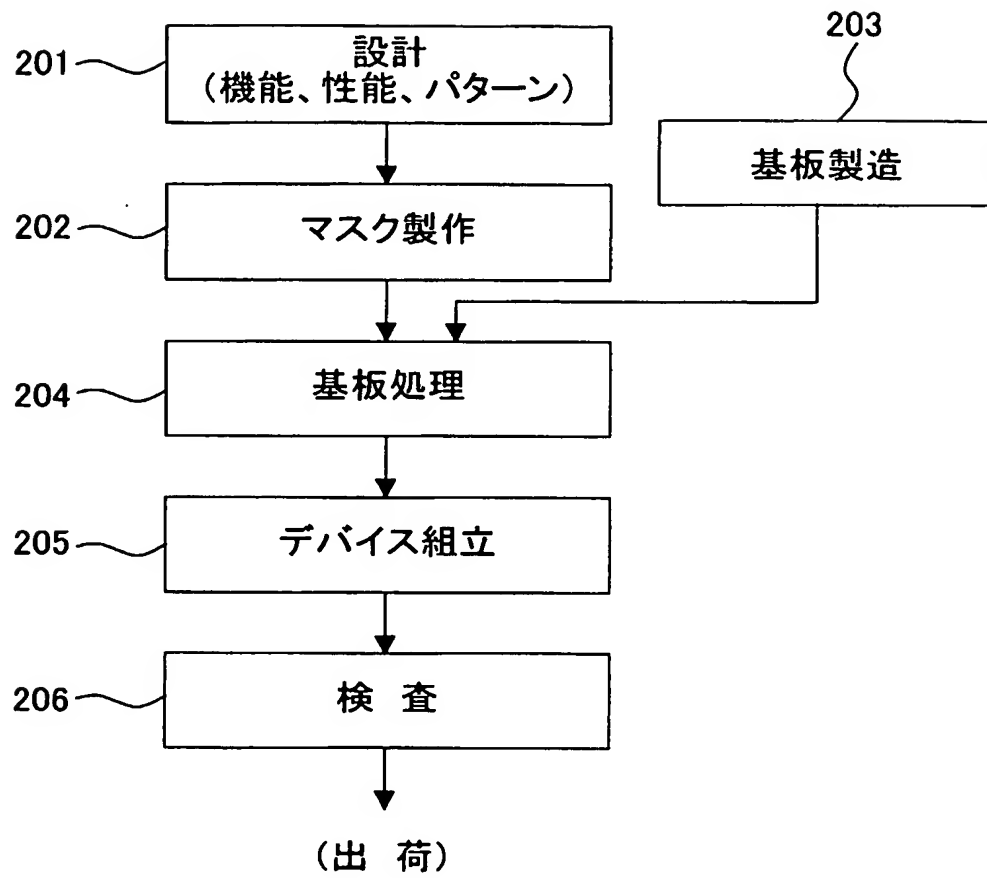 201
設計
(機能、性能、パターン)
203
基板製造
202
マスク製作
204
基板処理
205
デバイス組立
206
検 査
(出 荷)